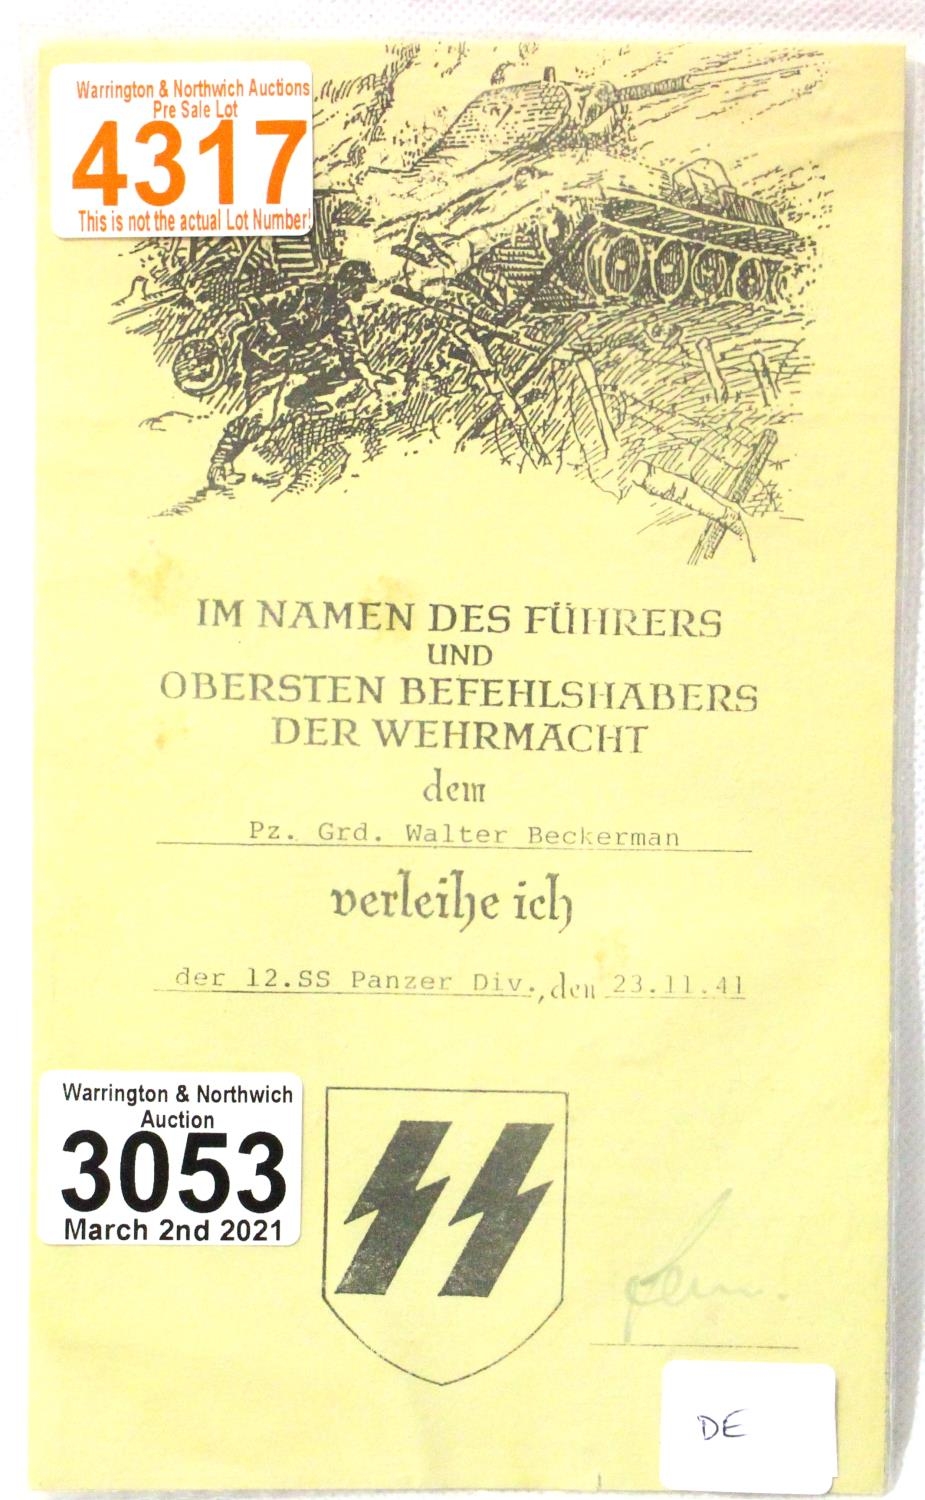 Warrington & Northwich Auctions
Pre Sale Lot
4317
This is not the actual Lot Number!
IM NAMEN DES FÜHRERS
UND
OBERSTEN BEFEHLSHABERS
DER WEHRMACHT
dem
Pz. Grd. Walter Beckerman
verleihe ich
der 12.SS Panzer Div., den 23.11.41
Warrington & Northwich
Auction
3053
March 2nd 2021
DE